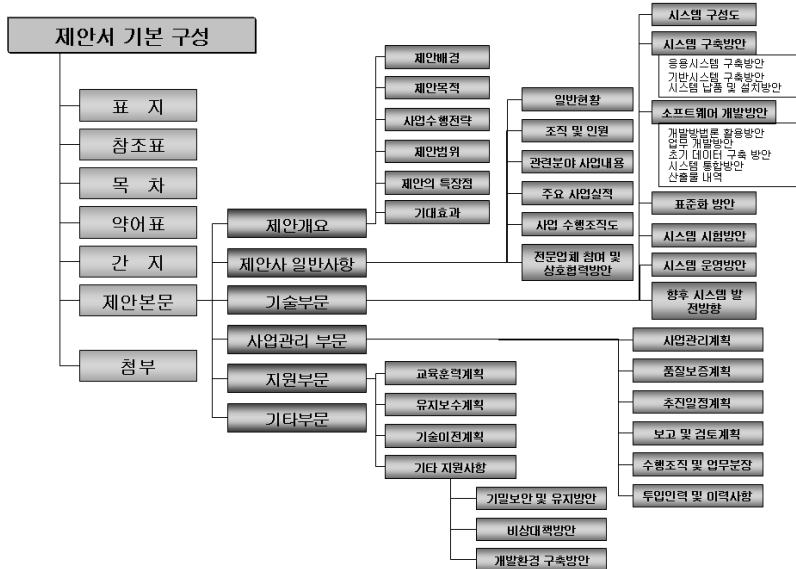 제안서 기본 구성
표 지
참조표
목 차
약어표
간 지
제안본문
첨부
제안개요
제안사 일반사항
기술부문
사업관리 부문
지원부문
기타부문
제안배경
제안목적
사업수행전략
제안범위
제안의 특장점
기대효과
일반현황
조직 및 인원
관련분야 사업내용
주요 사업실적
사업 수행조직도
전문업체 참여 및
상호협력방안
시스템 구성도
시스템 구축방안
응용시스템 구축방안
기반시스템 구축방안
시스템 납품 및 설치방안
소프트웨어 개발방안
개발방법론 활용방안
업무 개발방안
초기 데이터 구축 방안
시스템 통합방안
산출물 내역
표준화 방안
시스템 시험방안
시스템 운영방안
향후 시스템 발
전방향
사업관리계획
품질보증계획
추진일정계획
보고 및 검토계획
수행조직 및 업무분장
투입인력 및 이력사항
교육훈력계획
유지보수계획
기술이전계획
기타 지원사항
기밀보안 및 유지방안
비상대책방안
개발환경 구축방안